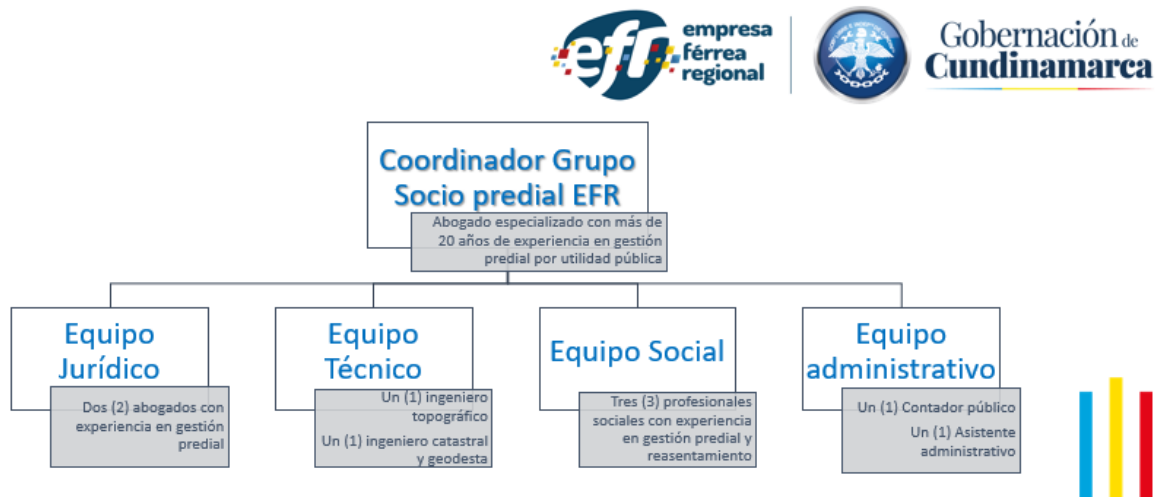 efr
empresa
férrea
regional
Gobernación de
Cundinamarca
Coordinador Grupo
Socio predial EFR
Abogado especializado con más de
20 años de experiencia en gestión
predial por utilidad pública
Equipo
Jurídico
Dos (2) abogados con
experiencia en gestión
predial
Equipo
Técnico
Un (1) ingeniero
topográfico
Un (1) ingeniero catastral
y geodesta
Equipo Social
Tres (3) profesionales
sociales con experiencia
en gestión predial y
reasentamiento
Equipo
administrativo
Un (1) Contador público
Un (1) Asistente
administrativo